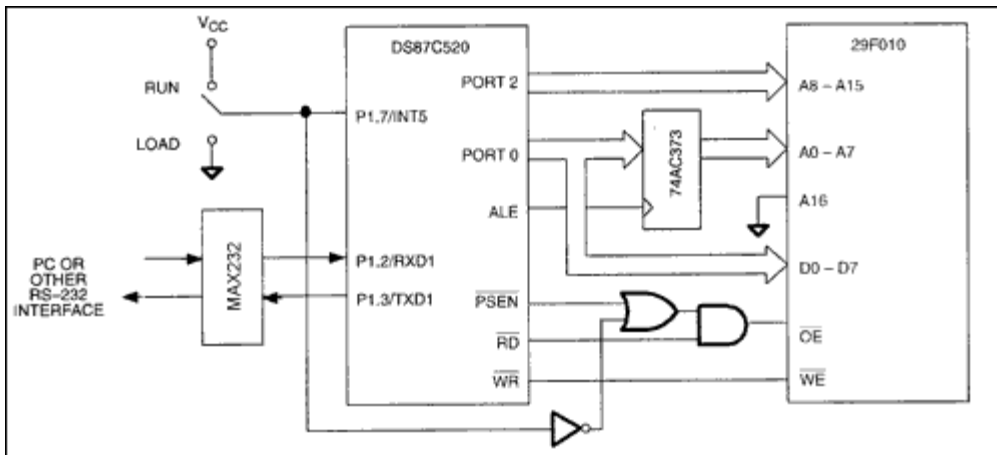 VCC
RUN
LOAD
PC OR
OTHER
RS-232
INTERFACE
MAX232
DS87C520
P1.7/INT5
P1.2/RXD1
P1.3/TXD1
PORT 2
PORT 0
ALE
PSEN
RD
WR
74AC373
29F010
A8 – A15
A0 – A7
A16
D0 – D7
OE
WE